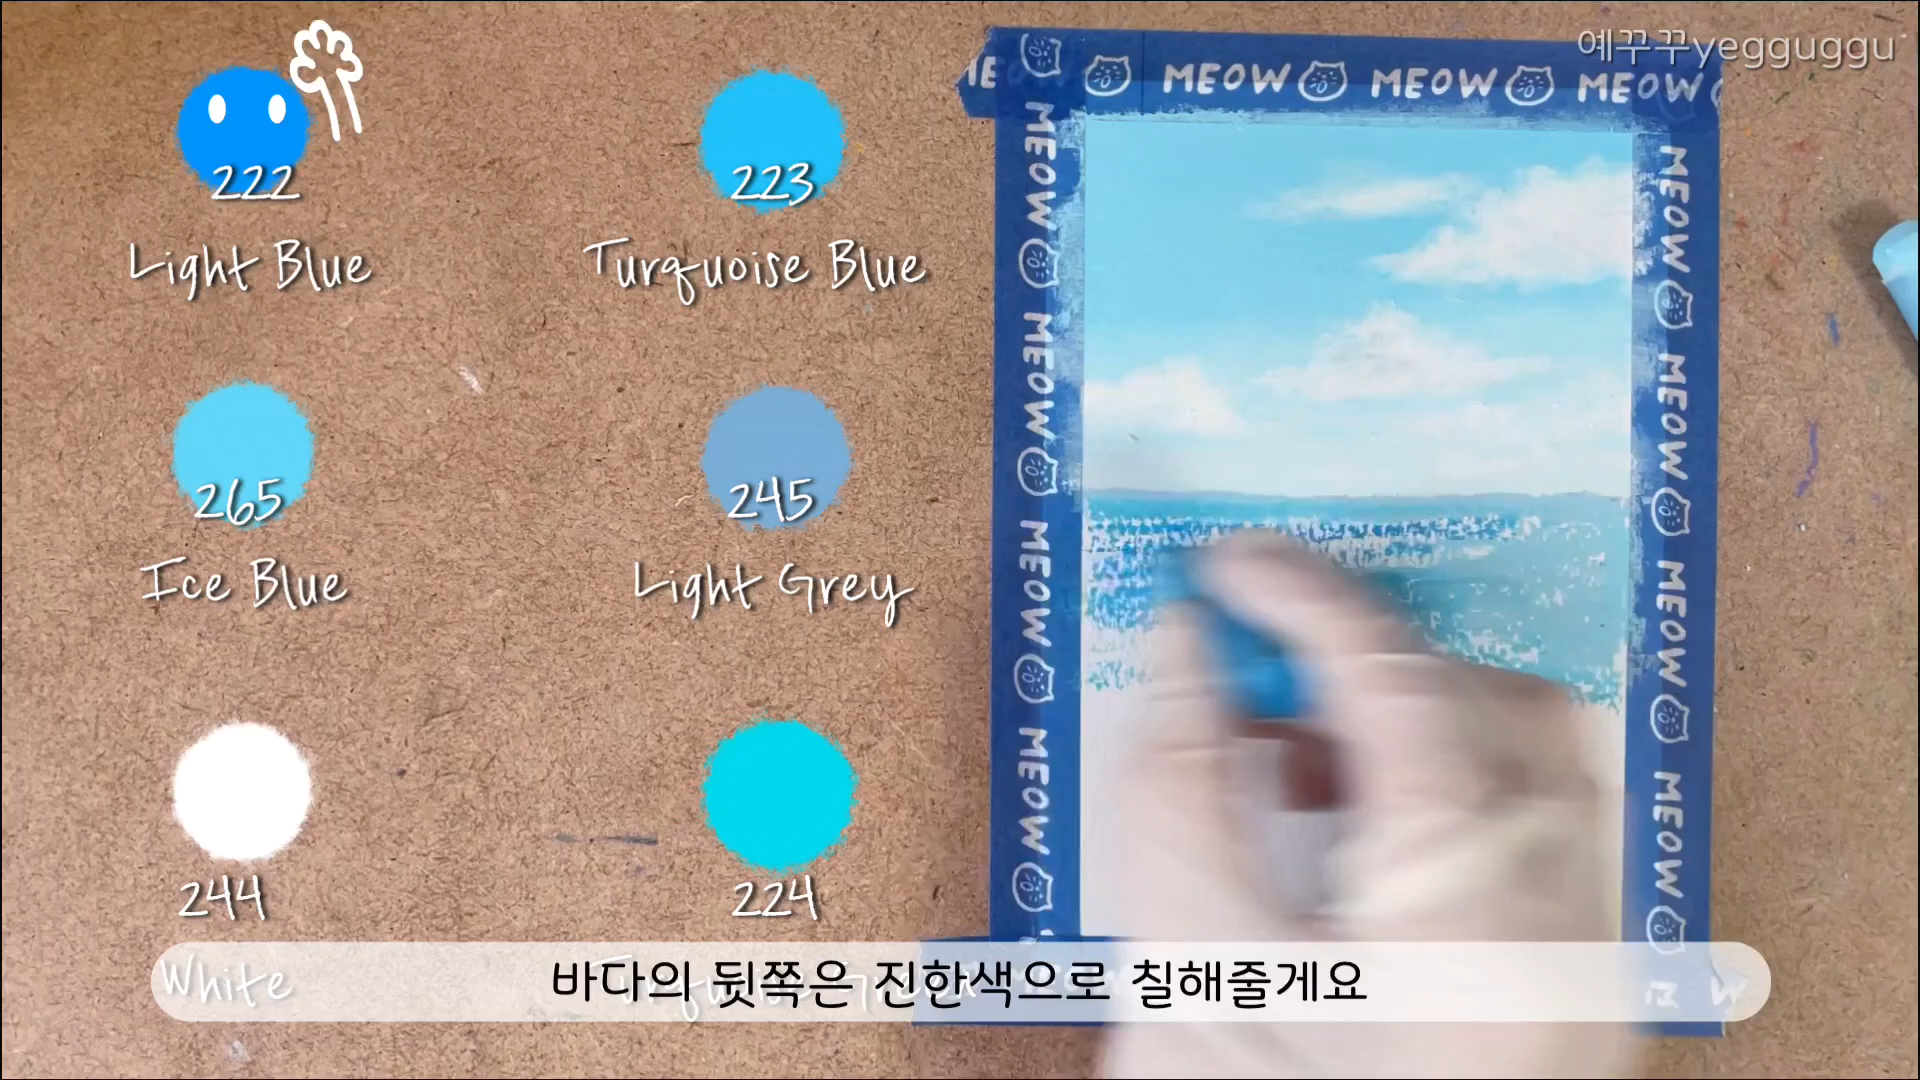 예꾸꾸yegguggu
222
Light Blue
223
Turquoise Blue
265
Ice Blue
245
Light Grey
244
White
224
Turquoise Green
MEOW MEOW MEOW
MEOW MEOW MEOW MEOW
MEOW MEOW MEOW MEOW
바다의 뒷쪽은 진한색으로 칠해줄게요